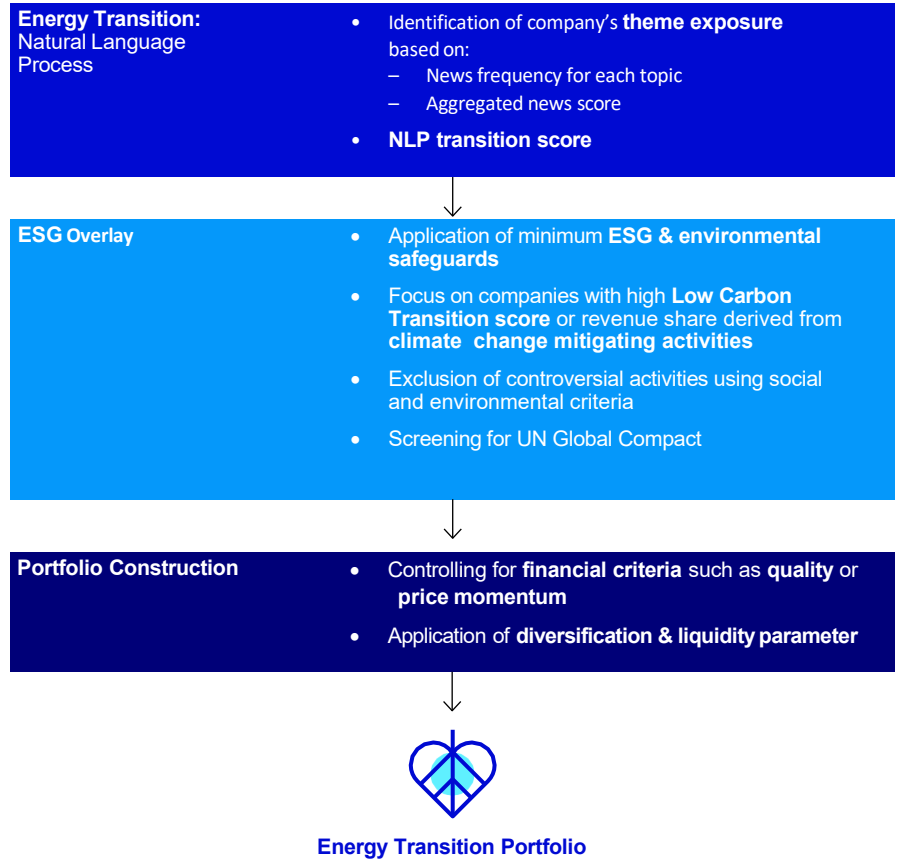 Energy Transition:
Natural Language
Process
• Identification of company's theme exposure
based on:
– News frequency for each topic
– Aggregated news score
• NLP transition score
ESG Overlay
• Application of minimum ESG & environmental
safeguards
• Focus on companies with high Low Carbon
Transition score or revenue share derived from
climate change mitigating activities
• Exclusion of controversial activities using social
and environmental criteria
• Screening for UN Global Compact
Portfolio Construction
• Controlling for financial criteria such as quality or
price momentum
• Application of diversification & liquidity parameter
Energy Transition Portfolio